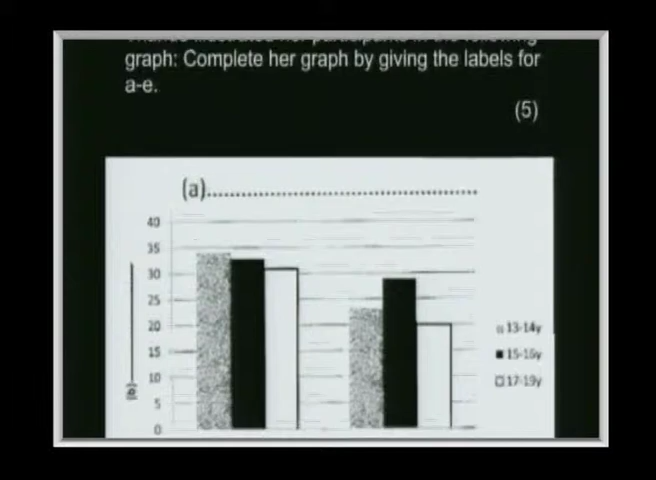 graph: Complete her graph by giving the labels for
a-e.
(5)
(a)
40
35
30
25
20
15
10
5
0
(b)
13-14y
15-16y
17-19y